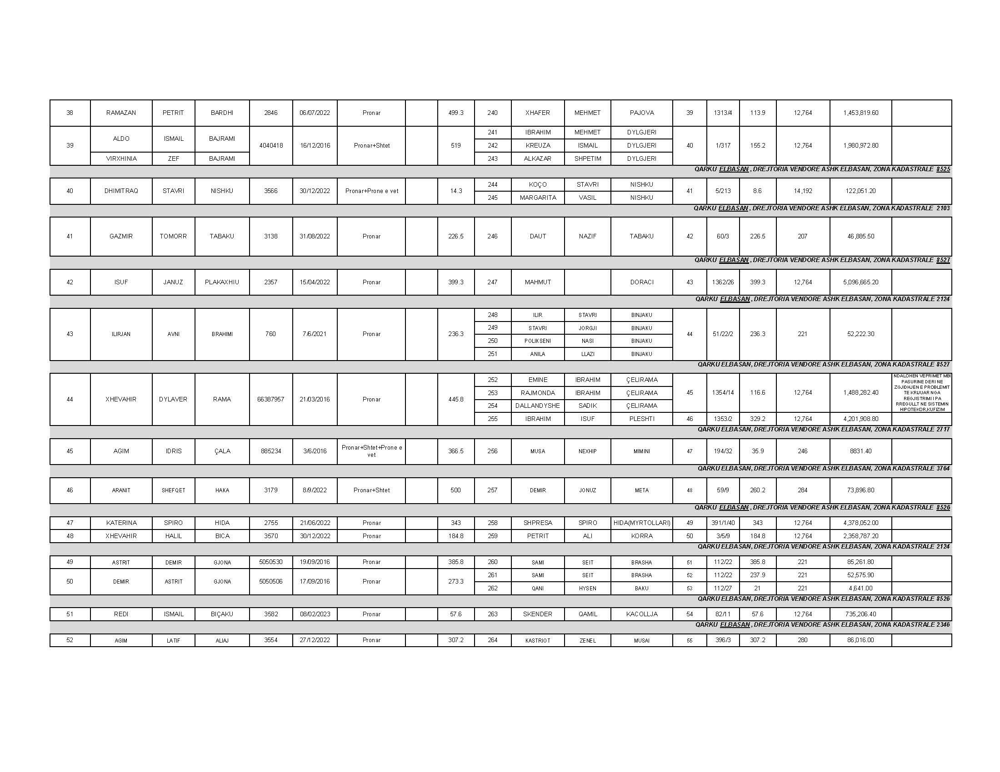 38 RAMAZAN PETRIT BARDHI 2846 06/07/2022 Pronar 499.3 240 XHAFER MEHMET PAJOVA 39 1313/4 113.9 12,764 1,453,819.60
39 ALDO ISMAIL BAJRAMI 4040418 16/12/2016 Pronar+Shtet 519 241 IBRAHIM MEHMET DYLGJERI 40 1/317 155.2 12,764 1,980,972.80
242 KREUZA ISMAIL DYLGJERI
VIRXHINIA ZEF BAJRAMI 243 ALKAZAR SHPETIM DYLGJERI
QARKU ELBASAN , DREJTORIA VENDORE ASHK ELBASAN, ZONA KADASTRALE 8525
40 DHIMITRAQ STAVRI NISHKU 3566 30/12/2022 Pronar+Prone e vet 14.3 244 KOÇO STAVRI NISHKU 41 5/213 8.6 14,192 122,051.20
245 MARGARITA VASIL NISHKU
QARKU ELBASAN , DREJTORIA VENDORE ASHK ELBASAN, ZONA KADASTRALE 2103
41 GAZMIR TOMORR TABAKU 3138 31/08/2022 Pronar 226.5 246 DAUT NAZIF TABAKU 42 60/3 226.5 207 46,885.50
QARKU ELBASAN , DREJTORIA VENDORE ASHK ELBASAN, ZONA KADASTRALE 8527
42 ISUF JANUZ PLAKAXHIU 2357 15/04/2022 Pronar 399.3 247 MAHMUT DORACI 43 1362/26 399.3 12,764 5,096,665.20
QARKU ELBASAN , DREJTORIA VENDORE ASHK ELBASAN, ZONA KADASTRALE 2124
43 ILIRJAN AVNI BRAHIMI 760 7/6/2021 Pronar 236.3 248 ILIR STAVRI BINJAKU 44 51/22/2 236.3 221 52,222.30
249 STAVRI JORGJI BINJAKU
250 POLIKSENI NASI BINJAKU
251 ANILA LLAZI BINJAKU
QARKU ELBASAN, DREJTORIA VENDORE ASHK ELBASAN, ZONA KADASTRALE 8527
44 XHEVAHIR DYLAVER RAMA 66387957 21/03/2016 Pronar 445.8 252 EMINE IBRAHIM ÇELIRAMA 45 1354/14 116.6 12,764 1,488,282.40
253 RAJMONDA IBRAHIM ÇELIRAMA
254 DALLANDYSHE SADIK ÇELIRAMA
NDALOHEN VEPRIMET MBI
PASURINE DERI NE
ZGJIDHJEN E PROBLEMIT
TE KRIJUAR NGA
REGJISTRIMI I PA
RREGULLT NE SISTEMIN
HIPOTEKOR,KUFIZIM
255 IBRAHIM ISUF PLESHTI 46 1353/2 329.2 12,764 4,201,908.80
QARKU ELBASAN, DREJTORIA VENDORE ASHK ELBASAN, ZONA KADASTRALE 2717
45 AGIM IDRIS ÇALA 885234 3/6/2016 Pronar+Shtet+Prone e vet 366.5 256 MUSA NEXHIP MIMINI 47 194/32 35.9 246 8831.40
QARKU ELBASAN, DREJTORIA VENDORE ASHK ELBASAN, ZONA KADASTRALE 3764
46 ARANIT SHEFQET HAKA 3179 8/9/2022 Pronar+Shtet 500 257 DEMIR JONUZ META 48 59/9 260.2 284 73,896.80
QARKU ELBASAN , DREJTORIA VENDORE ASHK ELBASAN, ZONA KADASTRALE 8526
47 KATERINA SPIRO HIDA 2755 21/06/2022 Pronar 343 258 SHPRESA SPIRO HIDA(MYRTOLLARI) 49 391/1/40 343 12,764 4,378,052.00
48 XHEVAHIR HALIL BICA 3570 30/12/2022 Pronar 184.8 259 PETRIT ALI KORRA 50 3/5/9 184.8 12,764 2,358,787.20
QARKU ELBASAN, DREJTORIA VENDORE ASHK ELBASAN, ZONA KADASTRALE 2124
49 ASTRIT DEMIR GJONA 5050530 19/09/2016 Pronar 385.8 260 SAMI SEIT BRASHA 51 112/22 385.8 221 85,261.80
50 DEMIR ASTRIT GJONA 5050506 17/09/2016 Pronar 273.3 261 SAMI SEIT BRASHA 52 112/22 237.9 221 52,575.90
262 QANI HYSEN BAKU 53 112/27 21 221 4,641.00
QARKU ELBASAN, DREJTORIA VENDORE ASHK ELBASAN, ZONA KADASTRALE 8526
51 REDI ISMAIL BIÇAKU 3582 08/02/2023 Pronar 57.6 263 SKENDER QAMIL KACOLLJA 54 82/11 57.6 12,764 735,206.40
QARKU ELBASAN , DREJTORIA VENDORE ASHK ELBASAN, ZONA KADASTRALE 2346
52 AGIM LATIF ALIAJ 3554 27/12/2022 Pronar 307.2 264 KASTRIOT ZENEL MUSAI 55 396/3 307.2 280 86,016.00